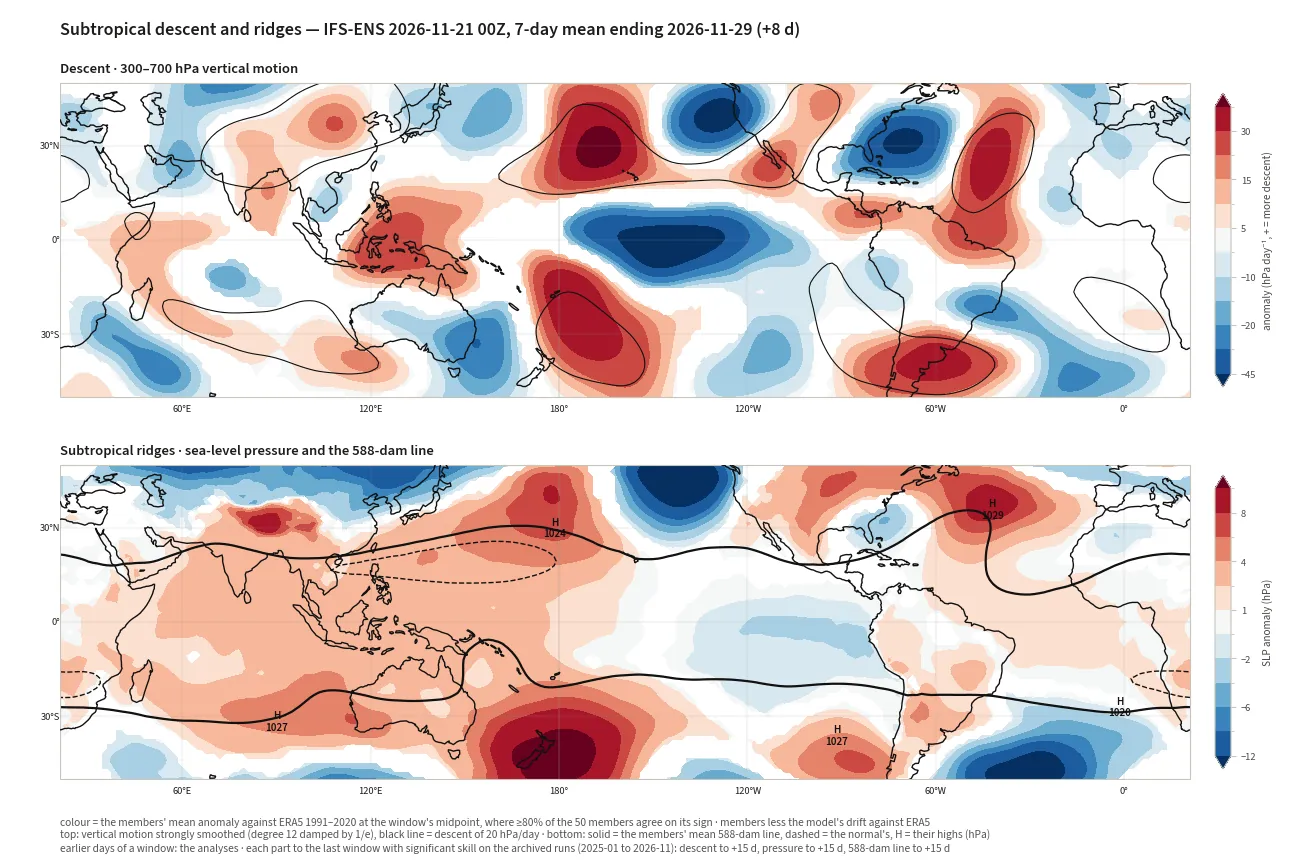 Subtropical descent and ridges — IFS-ENS 2026-11-21 00Z, 7-day mean ending 2026-11-29 (+8 d)
Descent · 300–700 hPa vertical motion
30°N
0°
30°S
60°E
120°E
180°
120°W
60°W
0°
30
15
5
−10
−20
−45
anomaly (hPa day⁻¹, + = more descent)
Subtropical ridges · sea-level pressure and the 588-dam line
30°N
0°
30°S
H
1024
H
1029
H
1027
H
1027
H
1020
60°E
120°E
180°
120°W
60°W
0°
8
4
1
−2
−6
−12
SLP anomaly (hPa)
colour = the members' mean anomaly against ERA5 1991–2020 at the window's midpoint, where ≥80% of the 50 members agree on its sign · members less the model's drift against ERA5
top: vertical motion strongly smoothed (degree 12 damped by 1/e), black line = descent of 20 hPa/day · bottom: solid = the members' mean 588-dam line, dashed = the normal's, H = their highs (hPa)
earlier days of a window: the analyses · each part to the last window with significant skill on the archived runs (2025-01 to 2026-11): descent to +15 d, pressure to +15 d, 588-dam line to +15 d